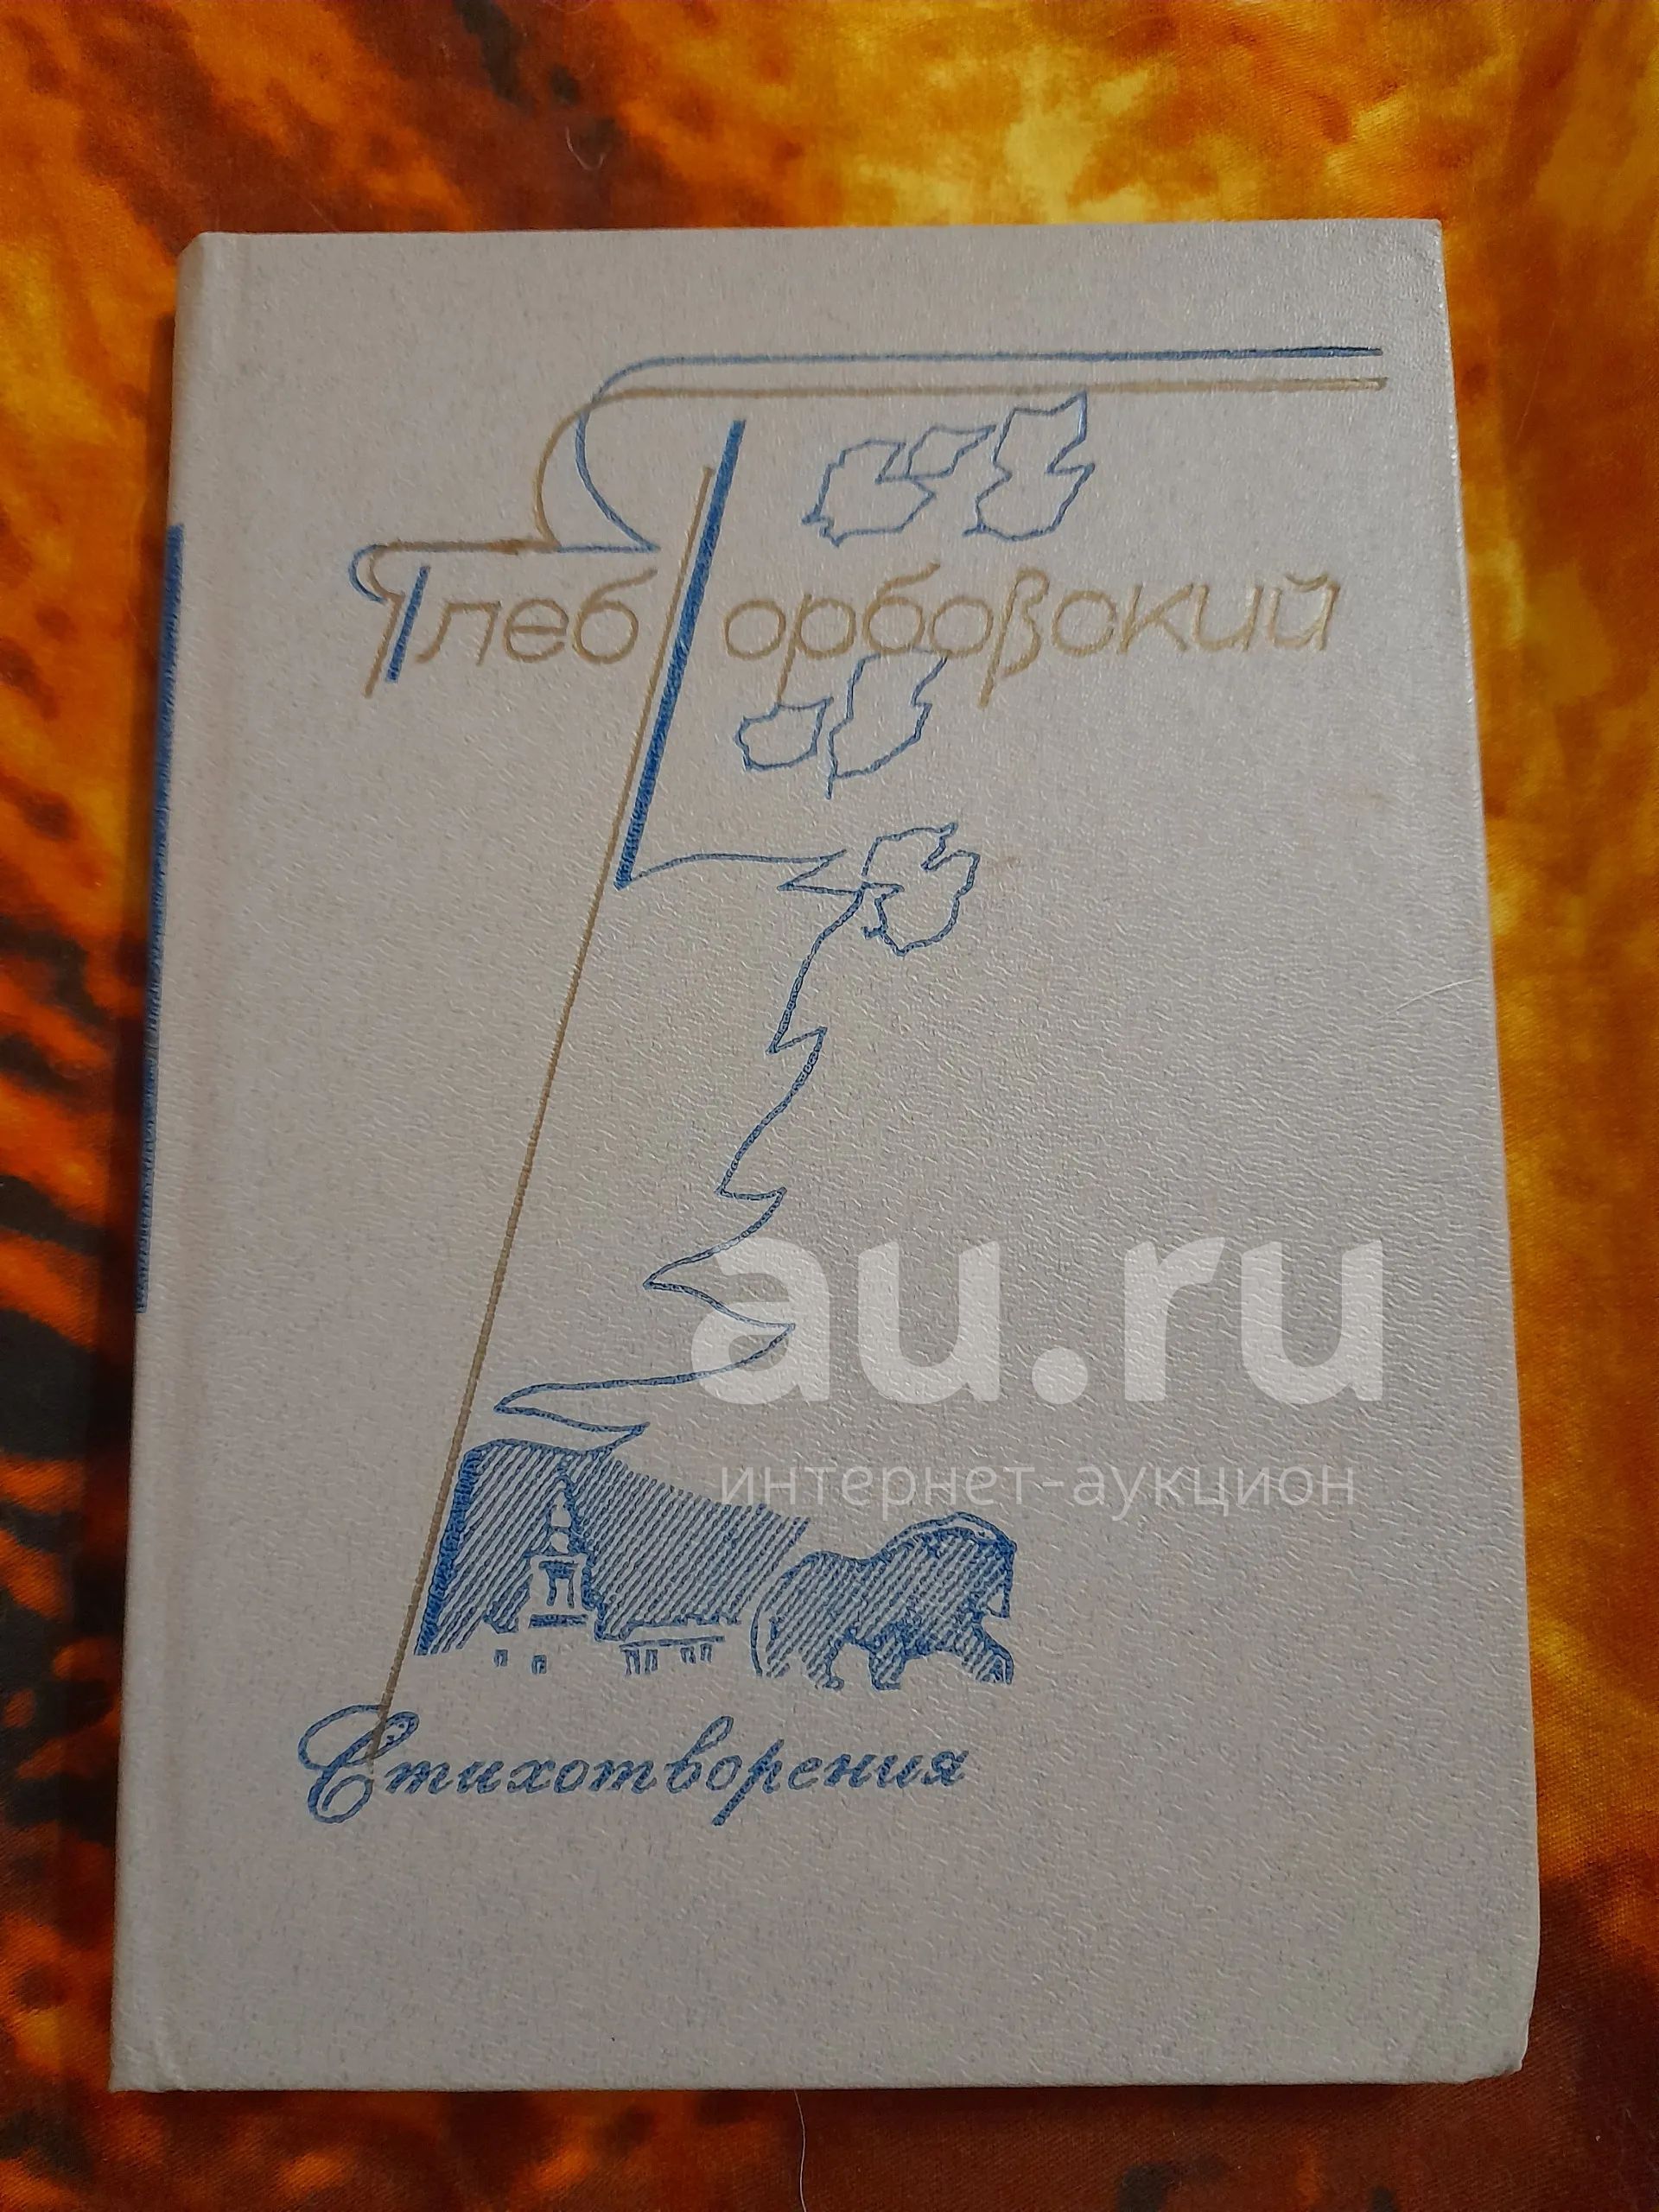 Глеб Горбовский
au.ru
интернет-аукцион
Стихотворения